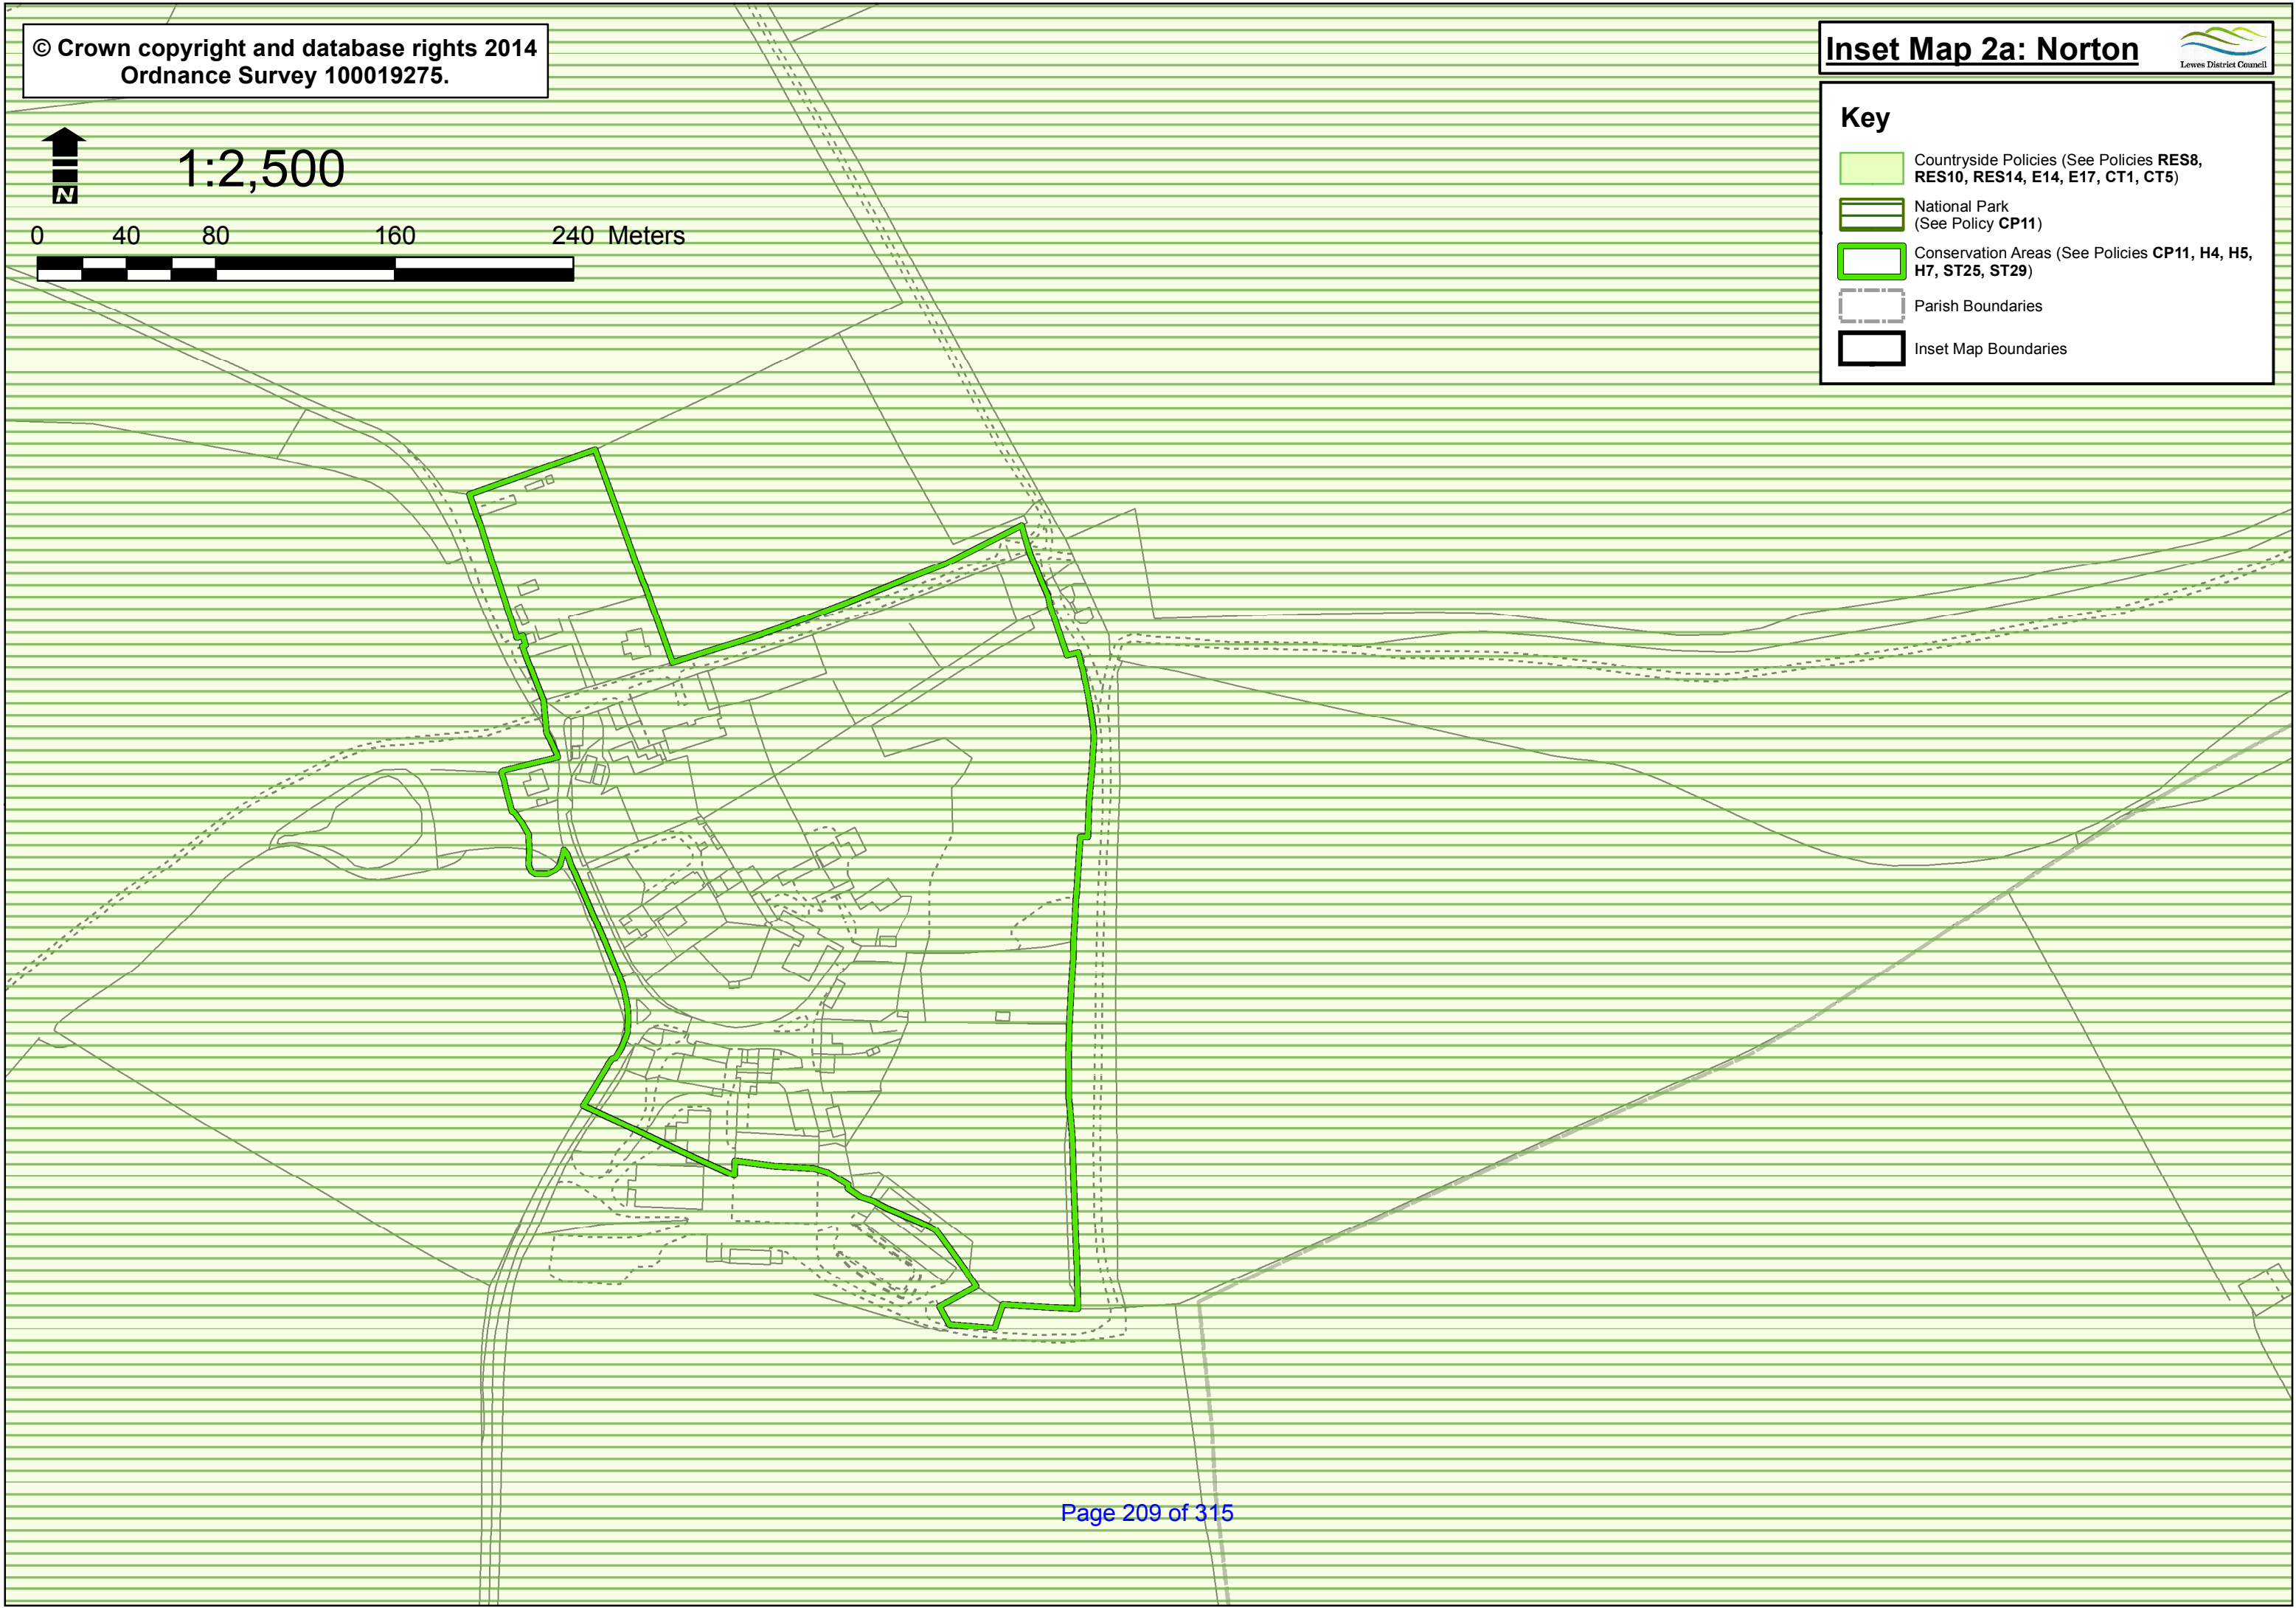 © Crown copyright and database rights 2014
Ordnance Survey 100019275.
Inset Map 2a: Norton
Lewes District Council
Key
Countryside Policies (See Policies RES8,
RES10, RES14, E14, E17, CT1, CT5)
National Park
(See Policy CP11)
Conservation Areas (See Policies CP11, H4, H5,
H7, ST25, ST29)
Parish Boundaries
Inset Map Boundaries
N
1:2,500
0 40 80 160 240 Meters
Page 209 of 315